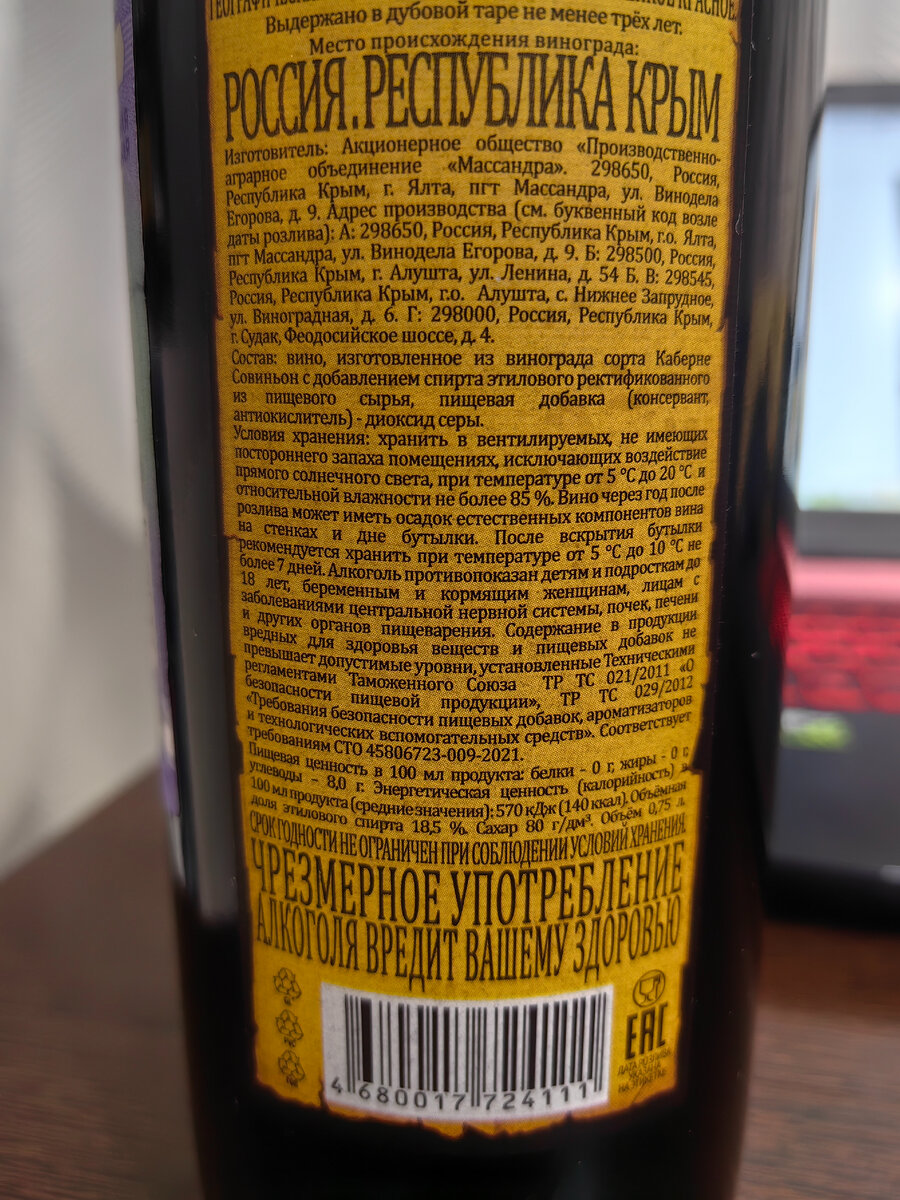 Выдержано в дубовой таре не менее трёх лет.
Место происхождения винограда:
РОССИЯ. РЕСПУБЛИКА КРЫМ
Изготовитель: Акционерное общество «Производственно-
аграрное объединение «Массандра». 298650, Россия,
Республика Крым, г. Ялта, пгт Массандра, ул. Винодела
Егорова, д. 9. Адрес производства (см. буквенный код возле
даты розлива): А: 298650, Россия, Республика Крым, г.о. Ялта,
пгт Массандра, ул. Винодела Егорова, д. 9. Б: 298500, Россия,
Республика Крым, г. Алушта, ул. Ленина, д. 54 Б. В: 298545,
Россия, Республика Крым, г.о. Алушта, с. Нижнее Запрудное,
ул. Виноградная, д. 6. Г: 298000, Россия, Республика Крым,
г. Судак, Феодосийское шоссе, д. 4.
Состав: вино, изготовленное из винограда сорта Каберне
Совиньон с добавлением спирта этилового ректификованного
из пищевого сырья, пищевая добавка (консервант,
антиокислитель) - диоксид серы.
Условия хранения: хранить в вентилируемых, не имеющих
постороннего запаха помещениях, исключающих воздействие
прямого солнечного света, при температуре от 5 °С до 20 °С и
относительной влажности не более 85 %. Вино через год после
розлива может иметь осадок естественных компонентов вина
на стенках и дне бутылки. После вскрытия бутылки
рекомендуется хранить при температуре от 5 °С до 10 °С не
более 7 дней. Алкоголь противопоказан детям и подросткам до
18 лет, беременным и кормящим женщинам, лицам с
заболеваниями центральной нервной системы, почек, печени
и других органов пищеварения. Содержание в продукции
вредных для здоровья веществ и пищевых добавок не
превышает допустимые уровни, установленные Техническими
регламентами Таможенного Союза ТР ТС 021/2011 «О
безопасности пищевой продукции», ТР ТС 029/2012
«Требования безопасности пищевых добавок, ароматизаторов
и технологических вспомогательных средств». Соответствует
требованиям СТО 45806723-009-2021.
Пищевая ценность в 100 мл продукта: белки - 0 г, жиры - 0 г,
углеводы – 8,0 г. Энергетическая ценность (калорийность) в
100 мл продукта (средние значения): 570 кДж (140 ккал). Объёмная
доля этилового спирта 18,5 %. Сахар 80 г/дм³. Объём 0,75 л.
СРОК ГОДНОСТИ НЕ ОГРАНИЧЕН ПРИ СОБЛЮДЕНИИ УСЛОВИЙ ХРАНЕНИЯ.
ЧРЕЗМЕРНОЕ УПОТРЕБЛЕНИЕ
АЛКОГОЛЯ ВРЕДИТ ВАШЕМУ ЗДОРОВЬЮ
EAC
ДАТА РОЗЛИВА
УКАЗАНА
НА ЭТИКЕТКЕ
4 680017 724111